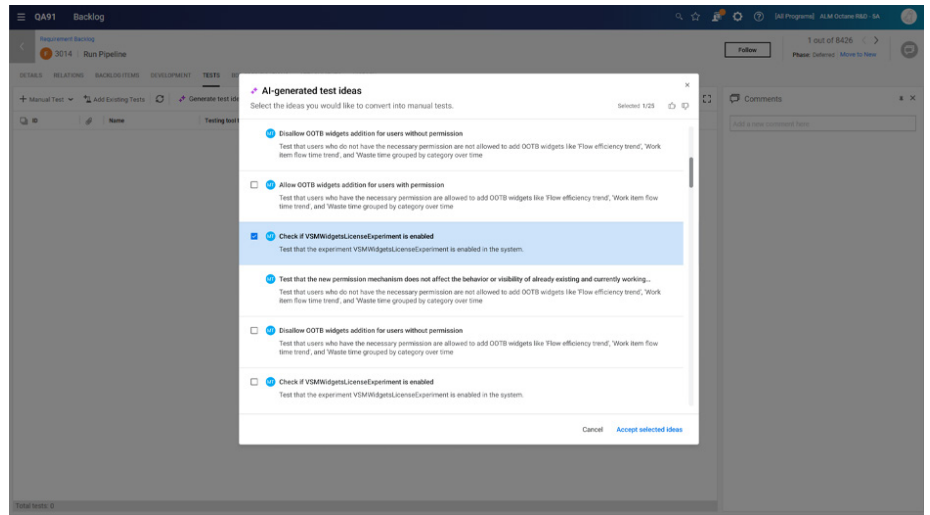 QA91 Backlog
[All Programs] ALM Octane R&D - SA
Requirement Backlog
3014 Run Pipeline
Follow
1 out of 8426
Phase: Deferred Move to New
DETAILS RELATIONS BACKLOG ITEMS DEVELOPMENT TESTS
+ Manual Test Add Existing Tests Generate test ide
ID Name Testing tool t
Comments
Add a new comment here
AI-generated test ideas
Select the ideas you would like to convert into manual tests.
Selected 1/25
MT Disallow OOTB widgets addition for users without permission
Test that users who do not have the necessary permission are not allowed to add OOTB widgets like 'Flow efficiency trend', 'Work
item flow time trend', and 'Waste time grouped by category over time
MT Allow OOTB widgets addition for users with permission
Test that users who have the necessary permission are allowed to add OOTB widgets like 'Flow efficiency trend', 'Work item flow
time trend', and 'Waste time grouped by category over time
MT Check if VSMWidgetsLicenseExperiment is enabled
Test that the experiment VSMWidgetsLicenseExperiment is enabled in the system.
MT Test that the new permission mechanism does not affect the behavior or visibility of already existing and currently working...
Test that users who do not have the necessary permission are not allowed to add OOTB widgets like 'Flow efficiency trend', 'Work
item flow time trend', and 'Waste time grouped by category over time
MT Disallow OOTB widgets addition for users without permission
Test that users who have the necessary permission are allowed to add OOTB widgets like 'Flow efficiency trend', 'Work item flow
time trend', and 'Waste time grouped by category over time
MT Check if VSMWidgetsLicenseExperiment is enabled
Test that the experiment VSMWidgetsLicenseExperiment is enabled in the system.
Cancel Accept selected ideas
Total tests: 0